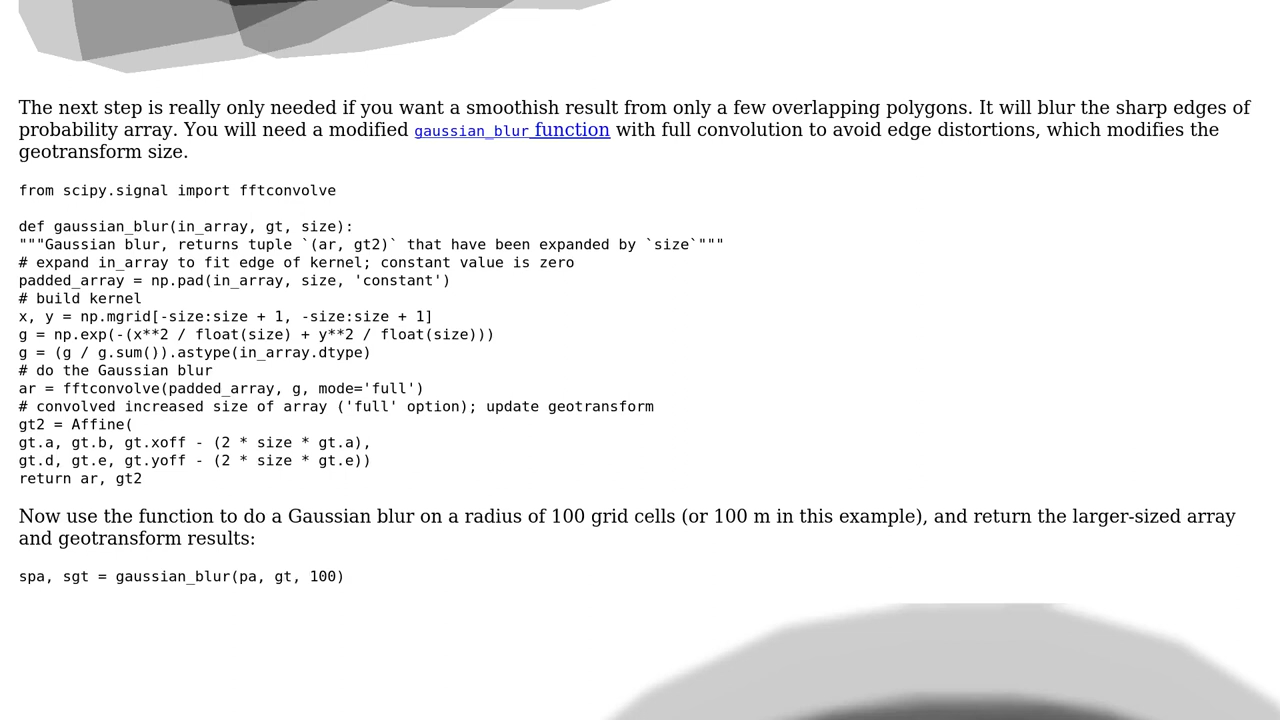 The next step is really only needed if you want a smoothish result from only a few overlapping polygons. It will blur the sharp edges of
probability array. You will need a modified gaussian_blur function with full convolution to avoid edge distortions, which modifies the
geotransform size.
from scipy.signal import fftconvolve
def gaussian_blur(in_array, gt, size):
"""Gaussian blur, returns tuple `(ar, gt2)` that have been expanded by `size`"""
# expand in_array to fit edge of kernel; constant value is zero
padded_array = np.pad(in_array, size, 'constant')
# build kernel
x, y = np.mgrid[-size:size + 1, -size:size + 1]
g = np.exp(-(x**2 / float(size) + y**2 / float(size)))
g = (g / g.sum()).astype(in_array.dtype)
# do the Gaussian blur
ar = fftconvolve(padded_array, g, mode='full')
# convolved increased size of array ('full' option); update geotransform
gt2 = Affine(
gt.a, gt.b, gt.xoff - (2 * size * gt.a),
gt.d, gt.e, gt.yoff - (2 * size * gt.e))
return ar, gt2
Now use the function to do a Gaussian blur on a radius of 100 grid cells (or 100 m in this example), and return the larger-sized array
and geotransform results:
spa, sgt = gaussian_blur(pa, gt, 100)